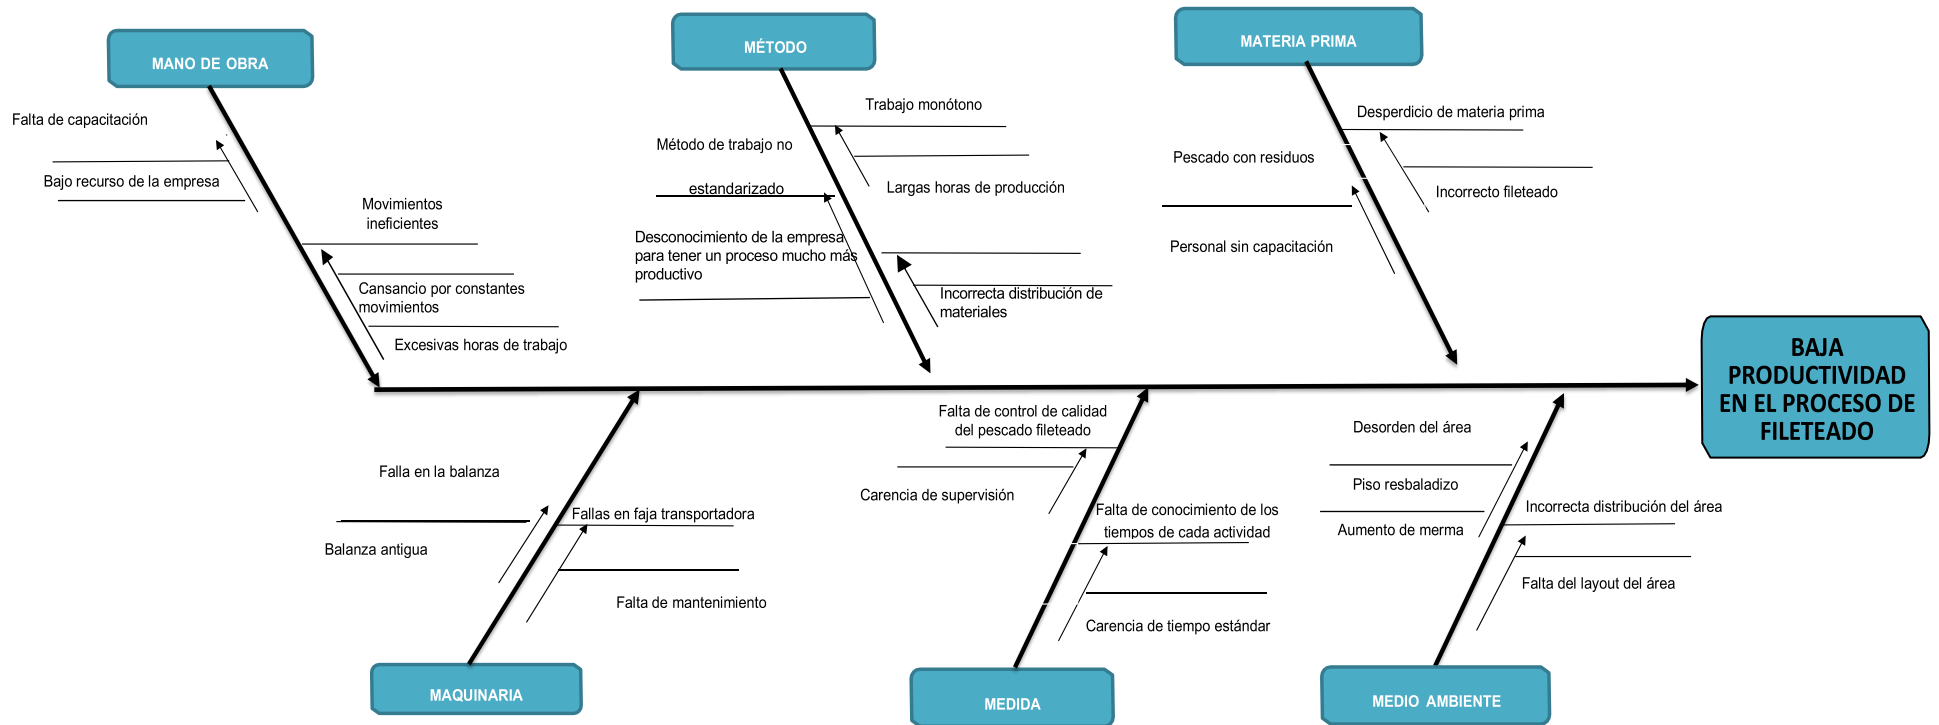 MANO DE OBRA
MÉTODO
MATERIA PRIMA
Falta de capacitación
Bajo recurso de la empresa
Movimientos
ineficientes
Cansancio por constantes
movimientos
Excesivas horas de trabajo
Trabajo monótono
Método de trabajo no
estandarizado
Largas horas de producción
Desconocimiento de la empresa
para tener un proceso mucho más
productivo
Incorrecta distribución de
materiales
Desperdicio de materia prima
Pescado con residuos
Incorrecto fileteado
Personal sin capacitación
BAJA
PRODUCTIVIDAD
EN EL PROCESO DE
FILETEADO
Falla en la balanza
Fallas en faja transportadora
Balanza antigua
Falta de mantenimiento
Falta de control de calidad
del pescado fileteado
Carencia de supervisión
Falta de conocimiento de los
tiempos de cada actividad
Carencia de tiempo estándar
Desorden del área
Piso resbaladizo
Aumento de merma
Incorrecta distribución del área
Falta del layout del área
MAQUINARIA
MEDIDA
MEDIO AMBIENTE